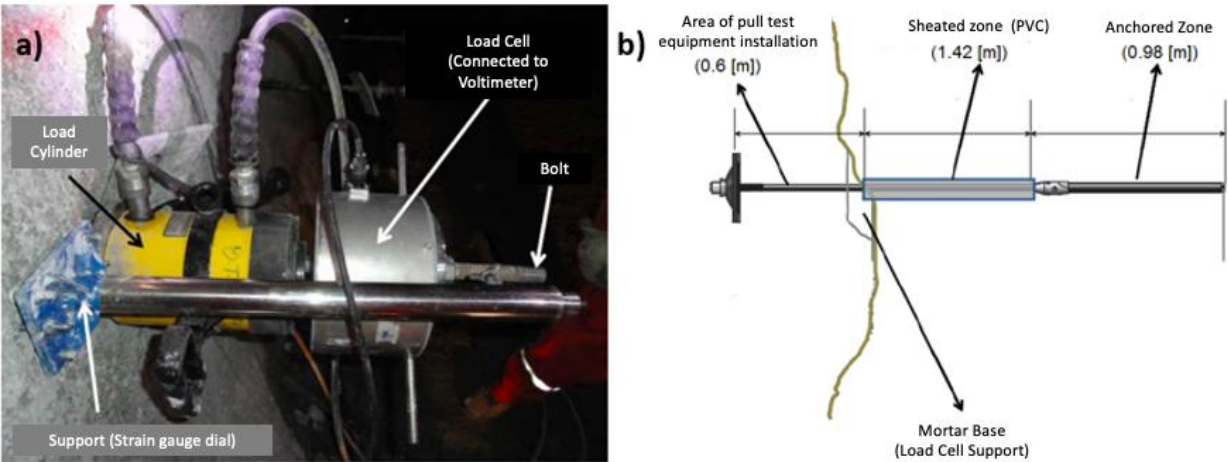 a)
Load Cell
(Connected to
Voltimeter)
Load
Cylinder
Bolt
Support (Strain gauge dial)
b)
Area of pull test
equipment installation
(0.6 [m])
Sheated zone (PVC)
(1.42 [m])
Anchored Zone
(0.98 [m])
Mortar Base
(Load Cell Support)